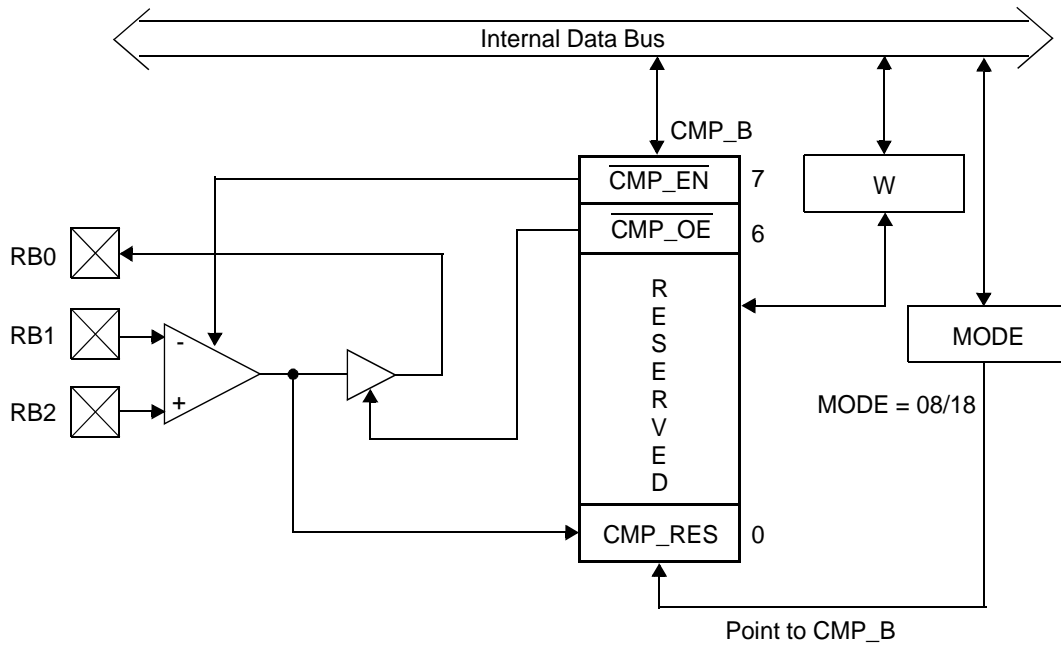 Internal Data Bus
CMP_B
CMP_EN 7
W
CMP_OE 6
RB0
RB1
RB2
-
+
R
E
S
E
R
V
E
D
MODE
MODE = 08/18
CMP_RES 0
Point to CMP_B